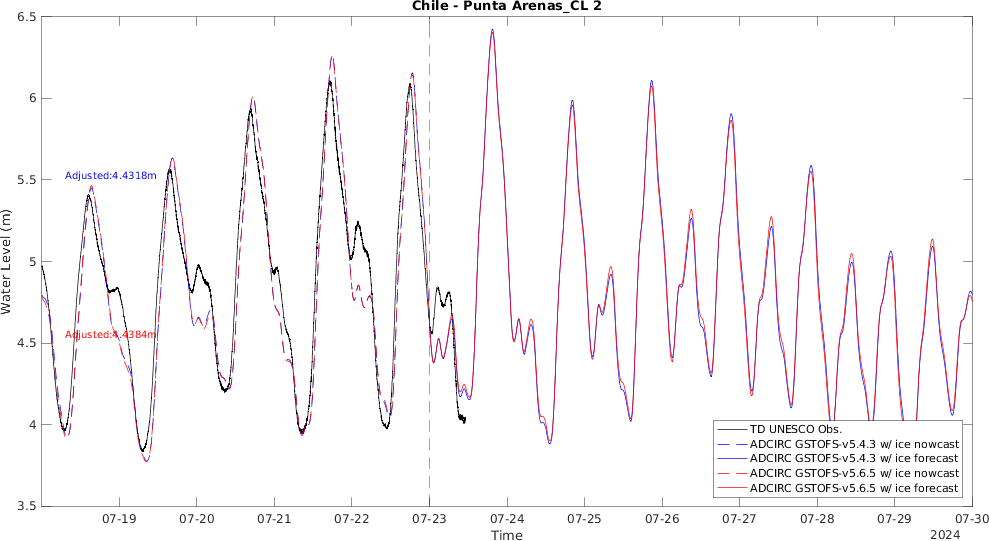 Chile - Punta Arenas_CL 2
6.5
6
5.5
5
4.5
4
3.5
Water Level (m)
Adjusted:4.4318m
Adjusted:4.4384m
TD UNESCO Obs.
ADCIRC GSTOFS-v5.4.3 w/ ice nowcast
ADCIRC GSTOFS-v5.4.3 w/ ice forecast
ADCIRC GSTOFS-v5.6.5 w/ ice nowcast
ADCIRC GSTOFS-v5.6.5 w/ ice forecast
07-19 07-20 07-21 07-22 07-23 07-24 07-25 07-26 07-27 07-28 07-29 07-30
Time
2024